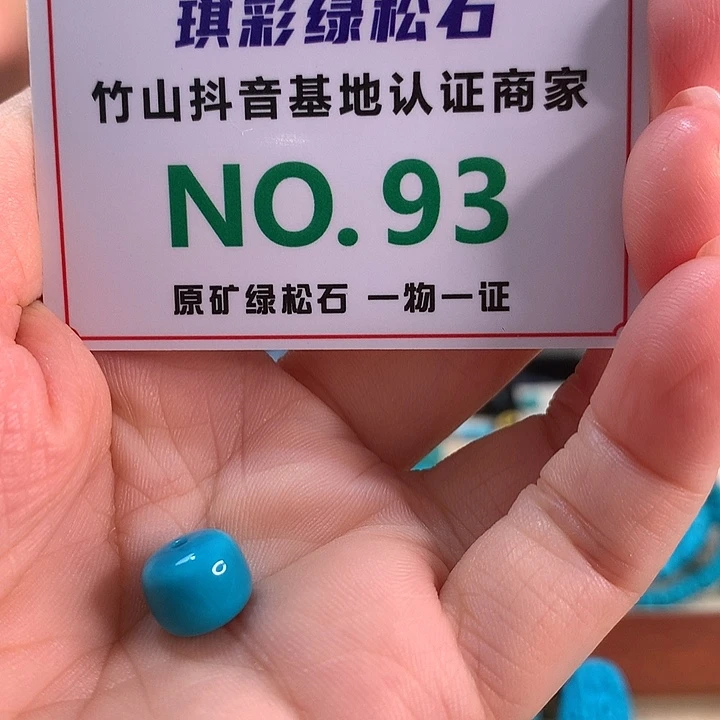 琪彩绿松石
竹山抖音基地认证商家
NO.93
原矿绿松石 一物一证